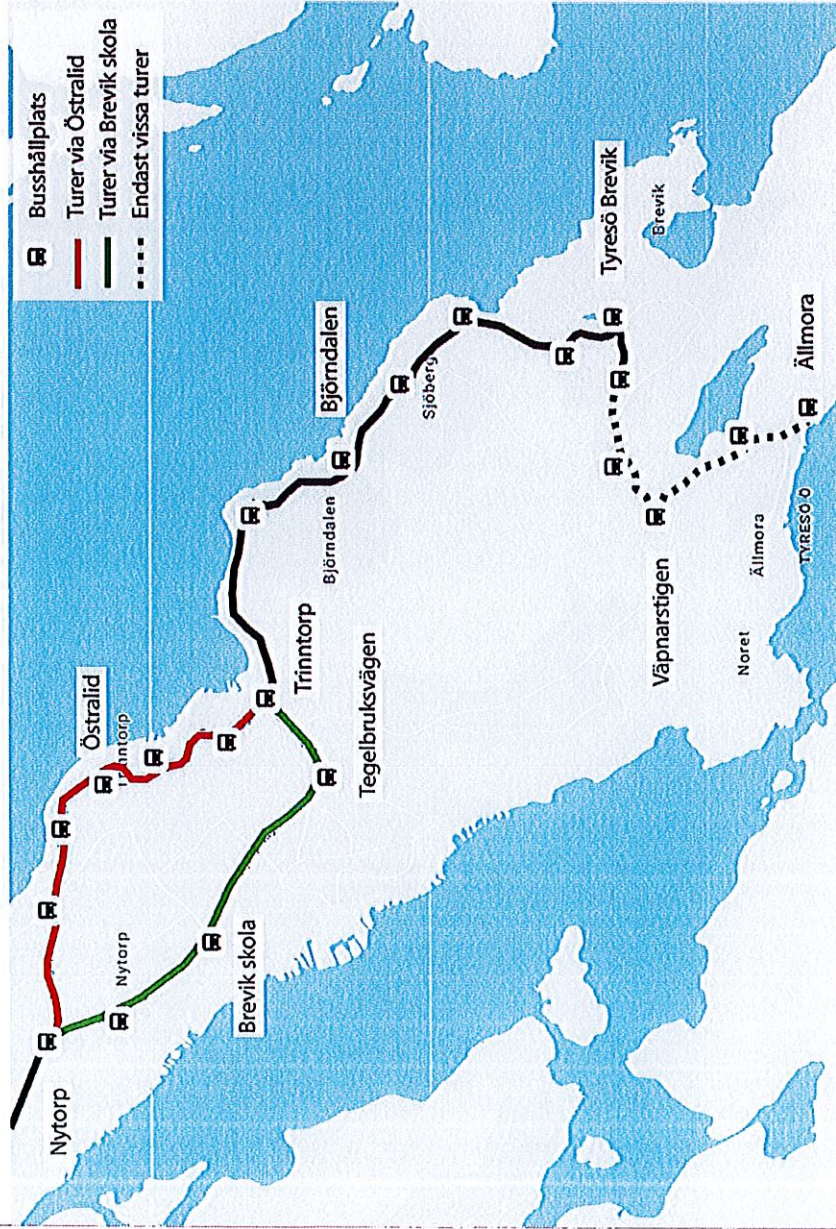 Busshållplats
Turer via Östralid
Turer via Brevik skola
Endast vissa turer
Nytorp
Nytorp
Östralid
Trinntorp
Brevik skola
Tegelbruksvägen
Trinntorp
Björndalen
Björndalen
Sjöberg
Tyresö Brevik
Brevik
Väpnarstigen
Noret
Ällmora
TYRESÖ Ö
Ällmora